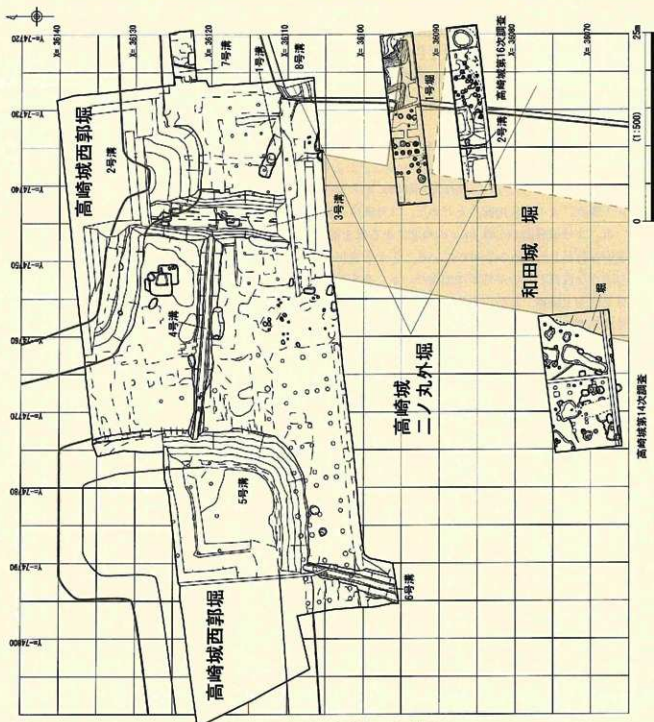 X= 36140
X= 36130
X= 36120
X= 36110
X= 36100
X= 36090
X= 36080
X= 36070
Y=-74720
Y=-74730
Y=-74740
Y=-74750
Y=-74760
Y=-74770
Y=-74780
Y=-74790
Y=-74800
高崎城西郭堀
2号溝
7号溝
1号溝
8号溝
3号溝
4号溝
5号溝
6号溝
高崎城西郭堀
高崎城
二ノ丸外堀
和田城 堀
1号堀
2号溝
高崎城第16次調査
堀
高崎城第14次調査
0
(1:500)
25m